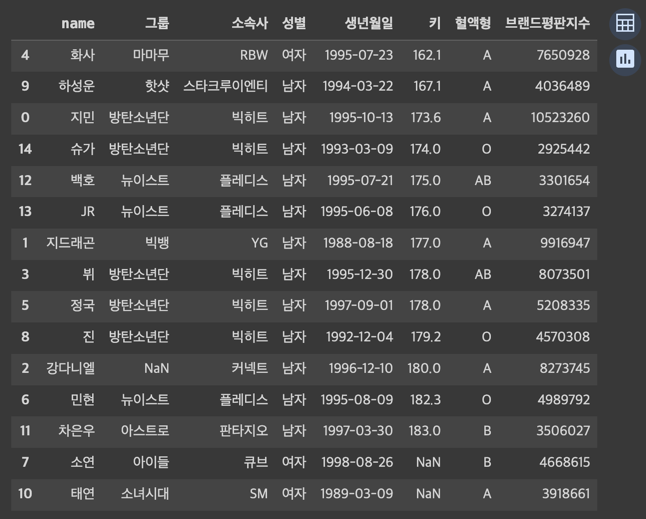 name 그룹 소속사 성별 생년월일 키 혈액형 브랜드평판지수
4 화사 마마무 RBW 여자 1995-07-23 162.1 A 7650928
9 하성운 핫샷 스타크루이엔티 남자 1994-03-22 167.1 A 4036489
0 지민 방탄소년단 빅히트 남자 1995-10-13 173.6 A 10523260
14 슈가 방탄소년단 빅히트 남자 1993-03-09 174.0 O 2925442
12 백호 뉴이스트 플레디스 남자 1995-07-21 175.0 AB 3301654
13 JR 뉴이스트 플레디스 남자 1995-06-08 176.0 O 3274137
1 지드래곤 빅뱅 YG 남자 1988-08-18 177.0 A 9916947
3 뷔 방탄소년단 빅히트 남자 1995-12-30 178.0 AB 8073501
5 정국 방탄소년단 빅히트 남자 1997-09-01 178.0 A 5208335
8 진 방탄소년단 빅히트 남자 1992-12-04 179.2 O 4570308
2 강다니엘 NaN 커넥트 남자 1996-12-10 180.0 A 8273745
6 민현 뉴이스트 플레디스 남자 1995-08-09 182.3 O 4989792
11 차은우 아스트로 판타지오 남자 1997-03-30 183.0 B 3506027
7 소연 아이들 큐브 여자 1998-08-26 NaN B 4668615
10 태연 소녀시대 SM 여자 1989-03-09 NaN A 3918661